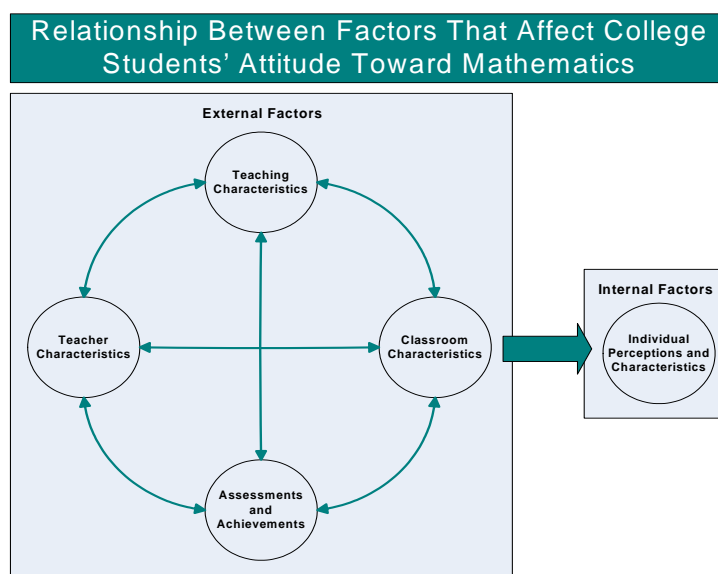 Relationship Between Factors That Affect College
Students’ Attitude Toward Mathematics
External Factors
Teaching
Characteristics
Teacher
Characteristics
Classroom
Characteristics
Assessments
and
Achievements
Internal Factors
Individual
Perceptions and
Characteristics